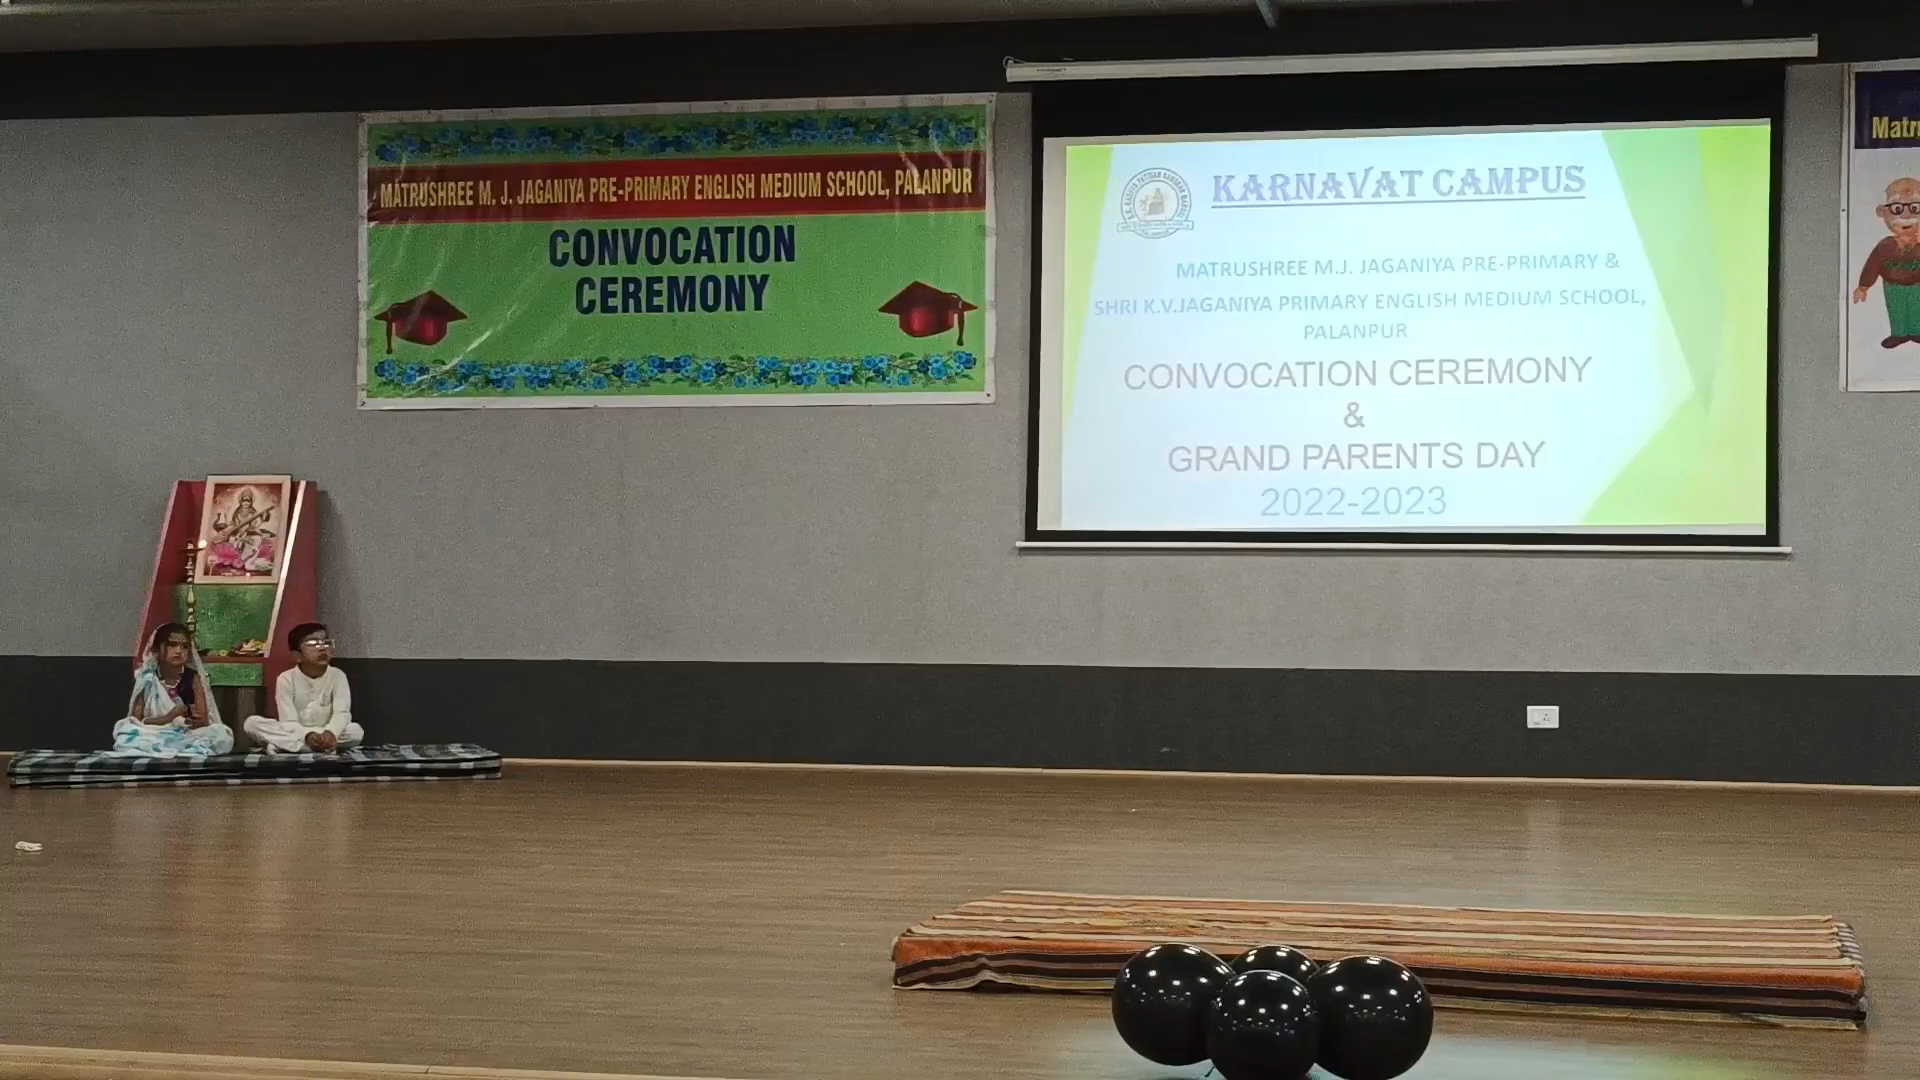 MATRUSHREE M. J. JAGANIYA PRE-PRIMARY ENGLISH MEDIUM SCHOOL, PALANPUR
CONVOCATION
CEREMONY
KARNAVAT CAMPUS
MATRUSHREE M.J. JAGANIYA PRE-PRIMARY &
SHRI K.V.JAGANIYA PRIMARY ENGLISH MEDIUM SCHOOL,
PALANPUR
CONVOCATION CEREMONY
&
GRAND PARENTS DAY
2022-2023
Matru